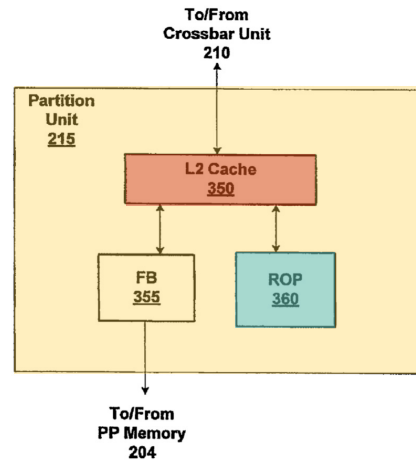 To/From
Crossbar Unit
210
Partition
Unit
215
L2 Cache
350
FB
355
ROP
360
To/From
PP Memory
204